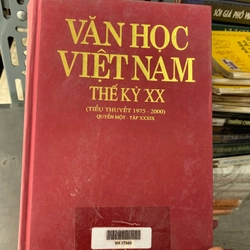 VĂN HỌC
VIỆT NAM
THẾ KỶ XX
(TIỂU THUYẾT 1975 - 2000)
QUYỂN MỘT - TẬP XXXIX